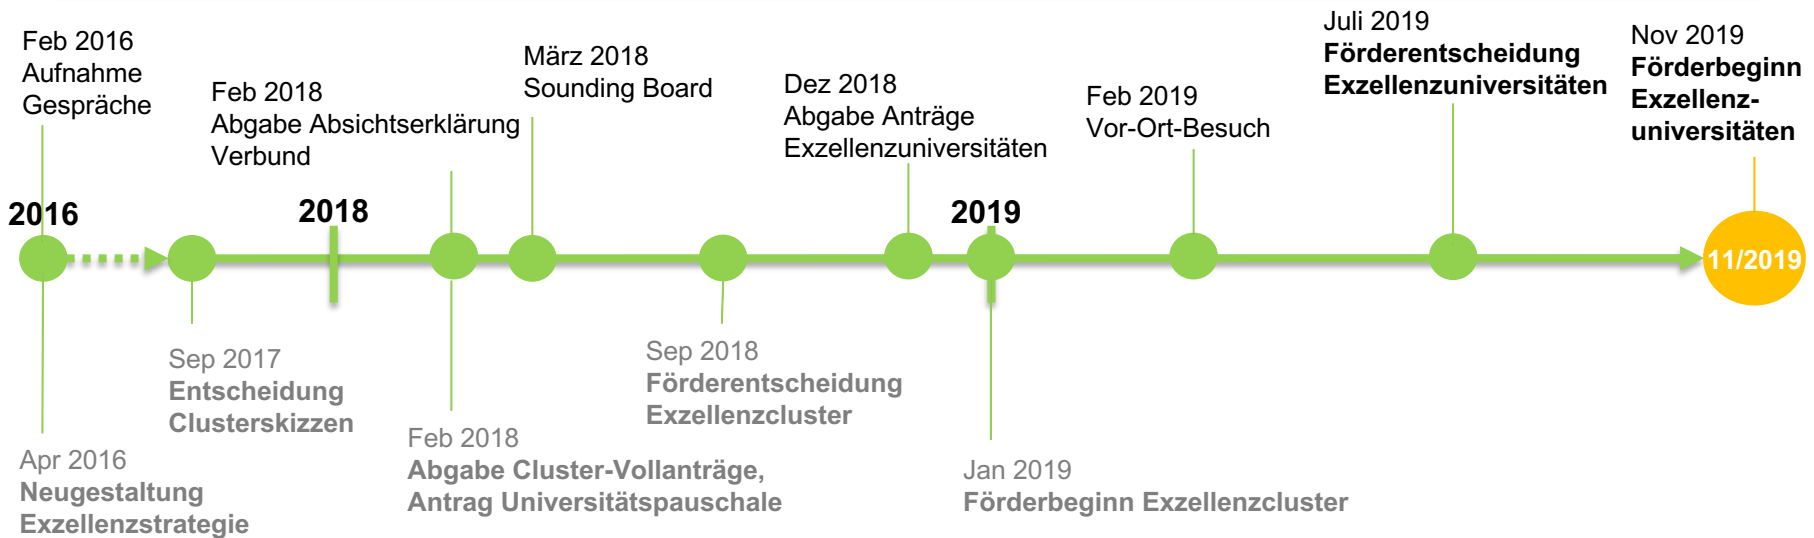 Feb 2016
Aufnahme
Gespräche
Feb 2018
Abgabe Absichtserklärung
Verbund
März 2018
Sounding Board
Dez 2018
Abgabe Anträge
Exzellenzuniversitäten
Feb 2019
Vor-Ort-Besuch
Juli 2019
Förderentscheidung
Exzellenzuniversitäten
Nov 2019
Förderbeginn
Exzellenz-
universitäten
2016
2018
2019
11/2019
Apr 2016
Neugestaltung
Exzellenzstrategie
Sep 2017
Entscheidung
Clusterskizzen
Feb 2018
Abgabe Cluster-Vollanträge,
Antrag Universitätspauschale
Sep 2018
Förderentscheidung
Exzellenzcluster
Jan 2019
Förderbeginn Exzellenzcluster